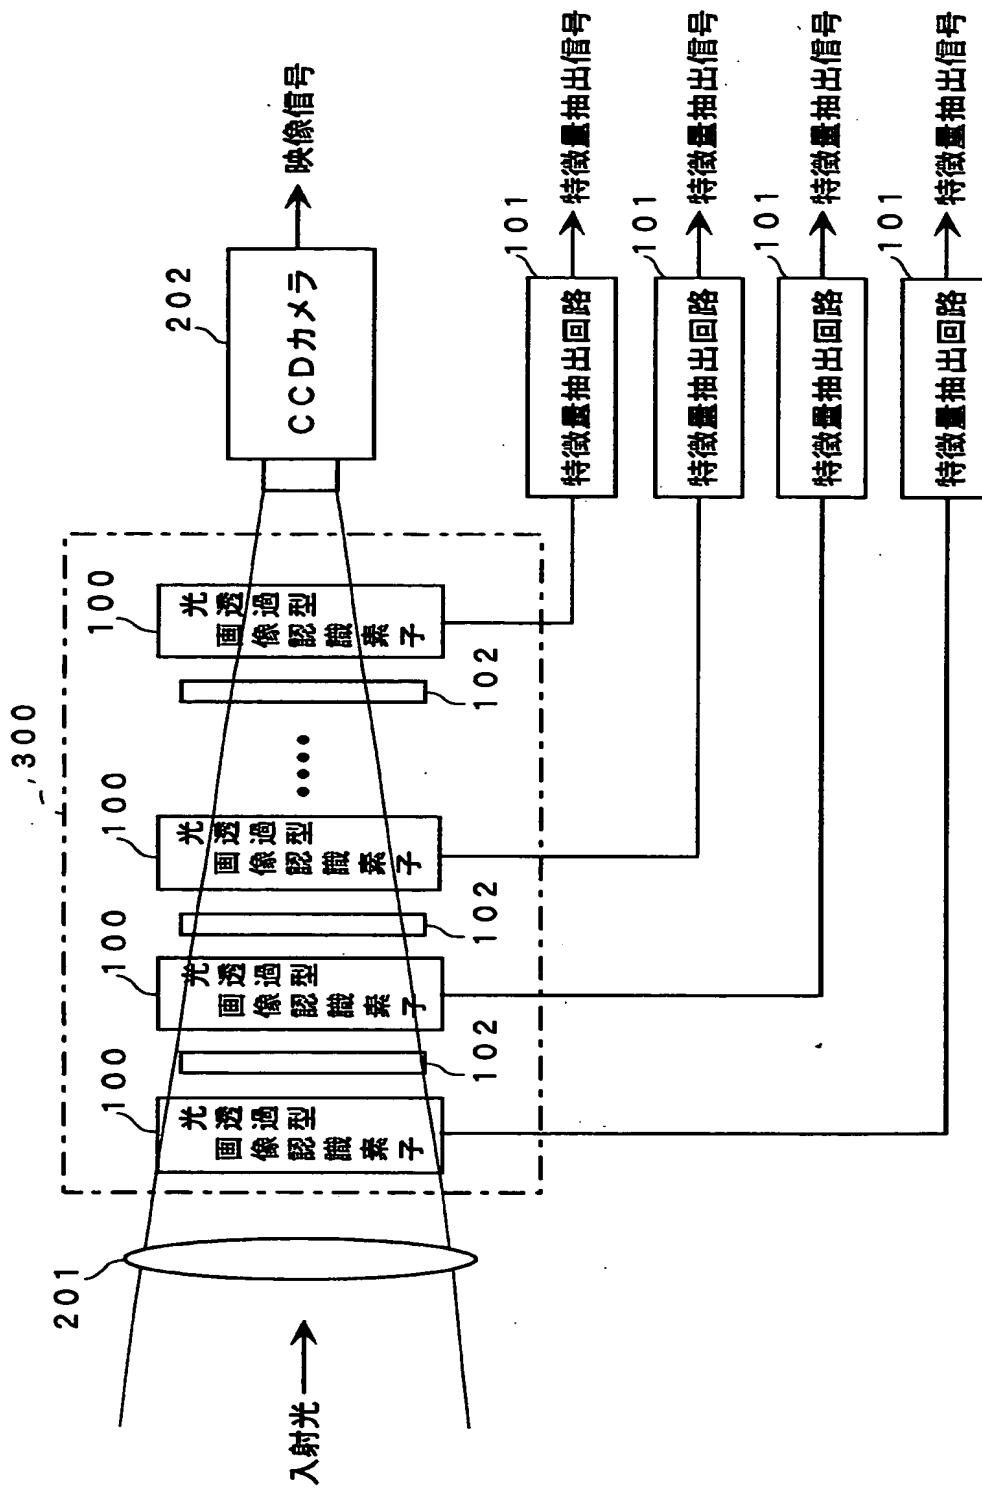 300
100
100
100
100
201
202
入射光
光透過型
画像認識素子
光透過型
画像認識素子
光透過型
画像認識素子
光透過型
画像認識素子
CCDカメラ
映像信号
102
102
102
特徴量抽出回路
101
特徴量抽出信号
特徴量抽出回路
101
特徴量抽出信号
特徴量抽出回路
101
特徴量抽出信号
特徴量抽出回路
101
特徴量抽出信号